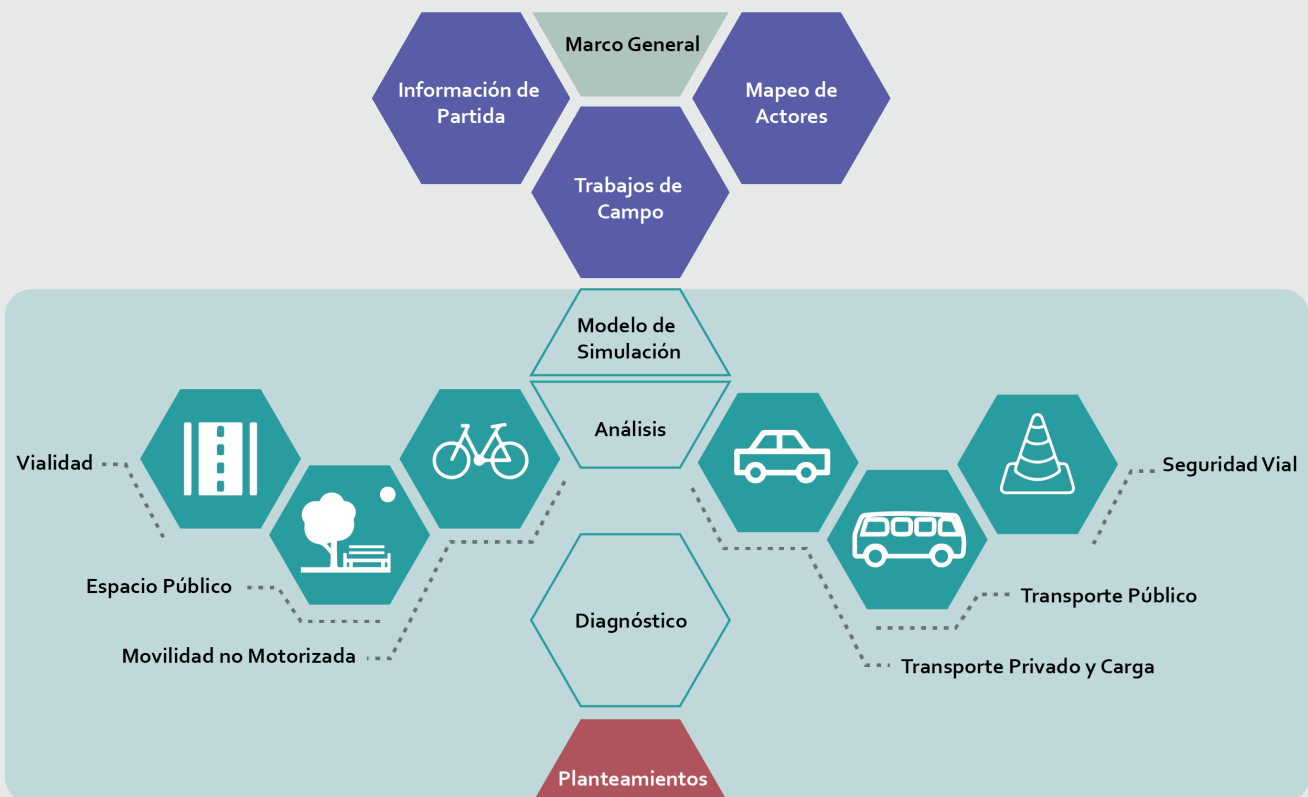 Marco General
Información de
Partida
Mapeo de
Actores
Trabajos de
Campo
Modelo de
Simulación
Análisis
Vialidad
Seguridad Vial
Espacio Público
Transporte Público
Diagnóstico
Movilidad no Motorizada
Transporte Privado y Carga
Planteamientos